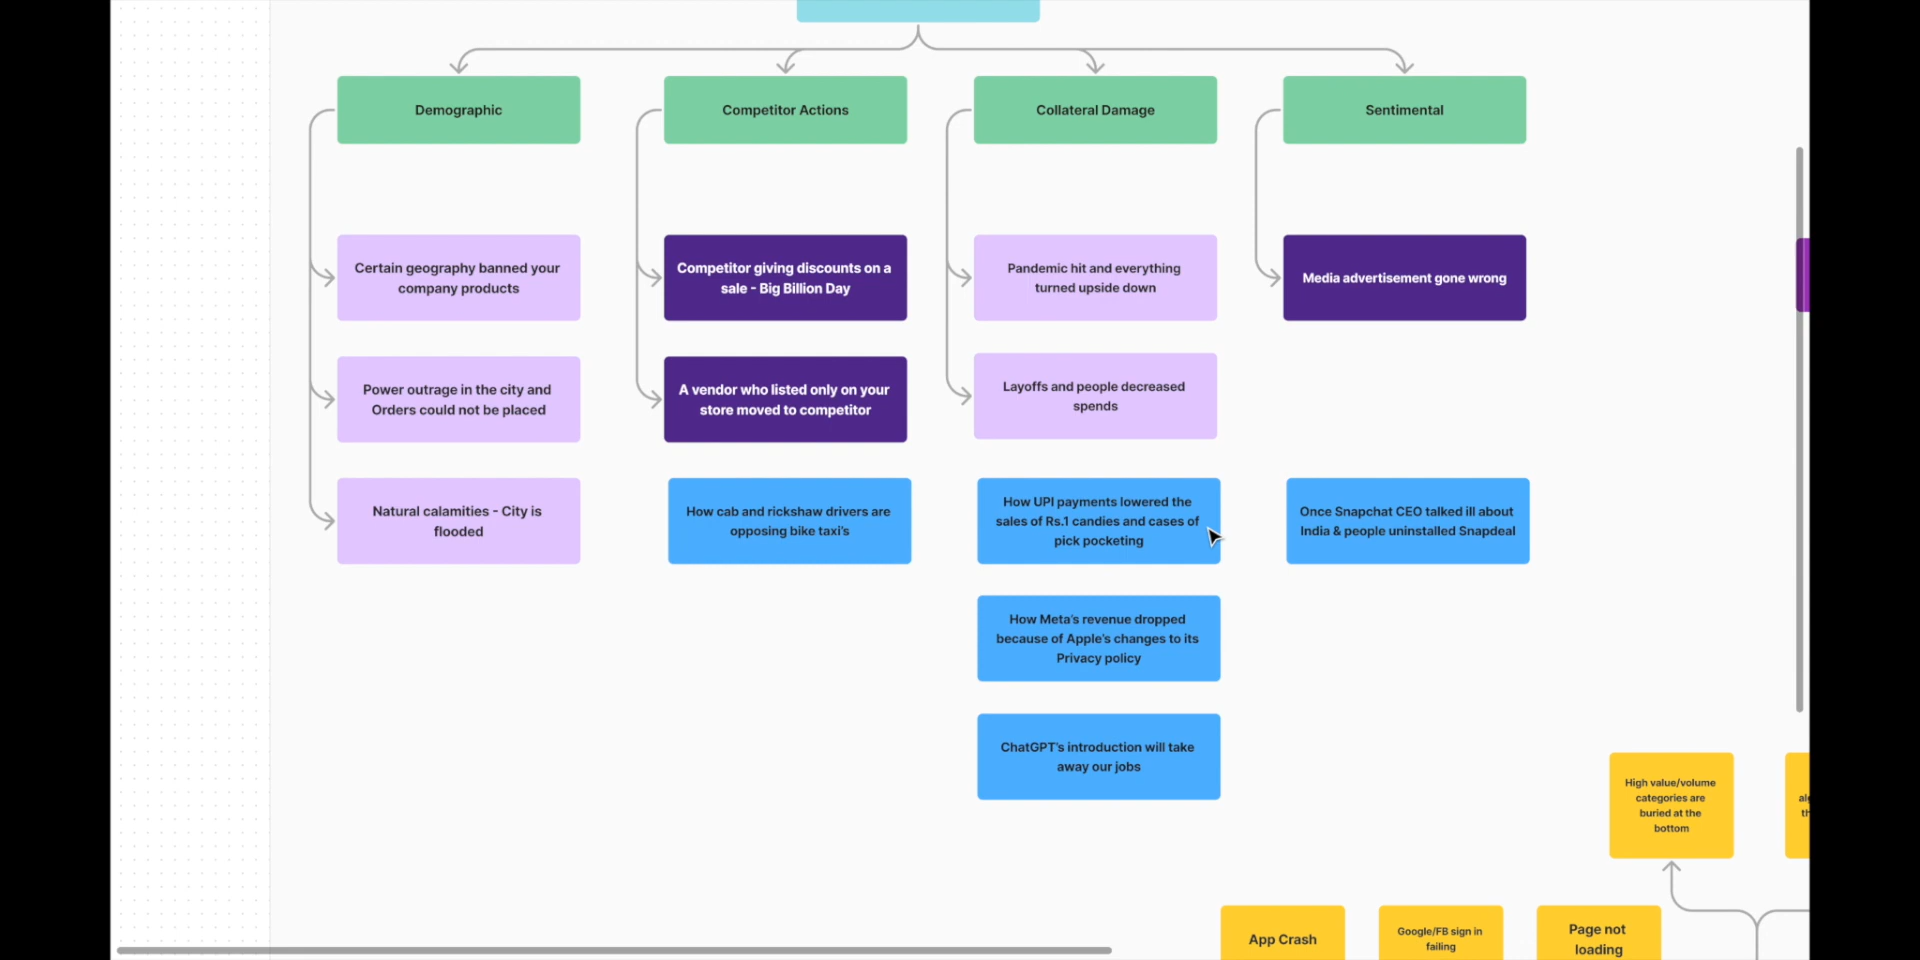 Demographic
Competitor Actions
Collateral Damage
Sentimental
Certain geography banned your
company products
Competitor giving discounts on a
sale - Big Billion Day
Pandemic hit and everything
turned upside down
Media advertisement gone wrong
Power outrage in the city and
Orders could not be placed
A vendor who listed only on your
store moved to competitor
Layoffs and people decreased
spends
Natural calamities - City is
flooded
How cab and rickshaw drivers are
opposing bike taxi's
How UPI payments lowered the
sales of Rs.1 candies and cases of
pick pocketing
Once Snapchat CEO talked ill about
India & people uninstalled Snapdeal
How Meta's revenue dropped
because of Apple's changes to its
Privacy policy
ChatGPT's introduction will take
away our jobs
High value/volume
categories are
buried at the
bottom
App Crash
Google/FB sign in
failing
Page not
loading